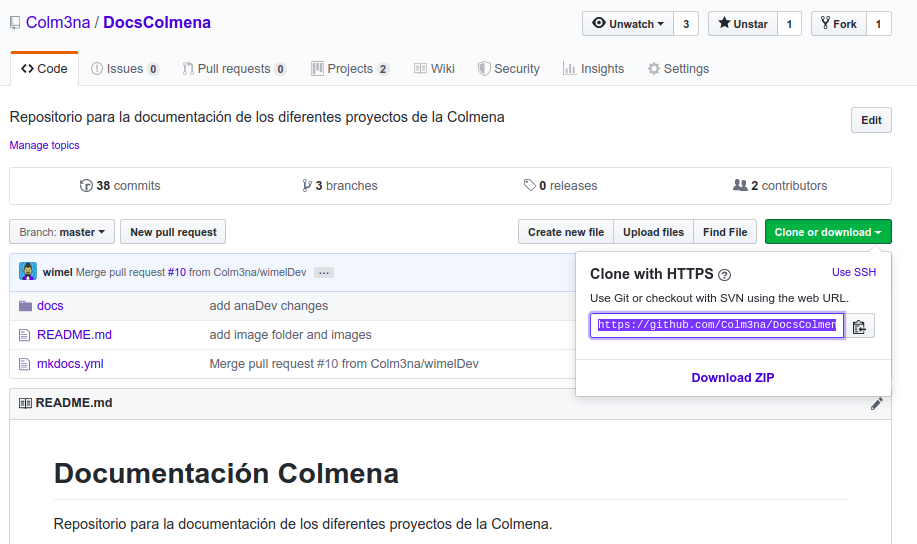 Colm3na / DocsColmena
Unwatch 3 Unstar 1 Fork 1
Code Issues 0 Pull requests 0 Projects 2 Wiki Security Insights Settings
Repositorio para la documentación de los diferentes proyectos de la Colmena
Edit
Manage topics
38 commits 3 branches 0 releases 2 contributors
Branch: master New pull request Create new file Upload files Find File Clone or download
wimel Merge pull request #10 from Colm3na/wimelDev ...
docs add anaDev changes
README.md add image folder and images
mkdocs.yml Merge pull request #10 from Colm3na/wimelDev
Clone with HTTPS ? Use SSH
Use Git or checkout with SVN using the web URL.
https://github.com/Colm3na/DocsColmen
Download ZIP
README.md
Documentación Colmena
Repositorio para la documentación de los diferentes proyectos de la Colmena.